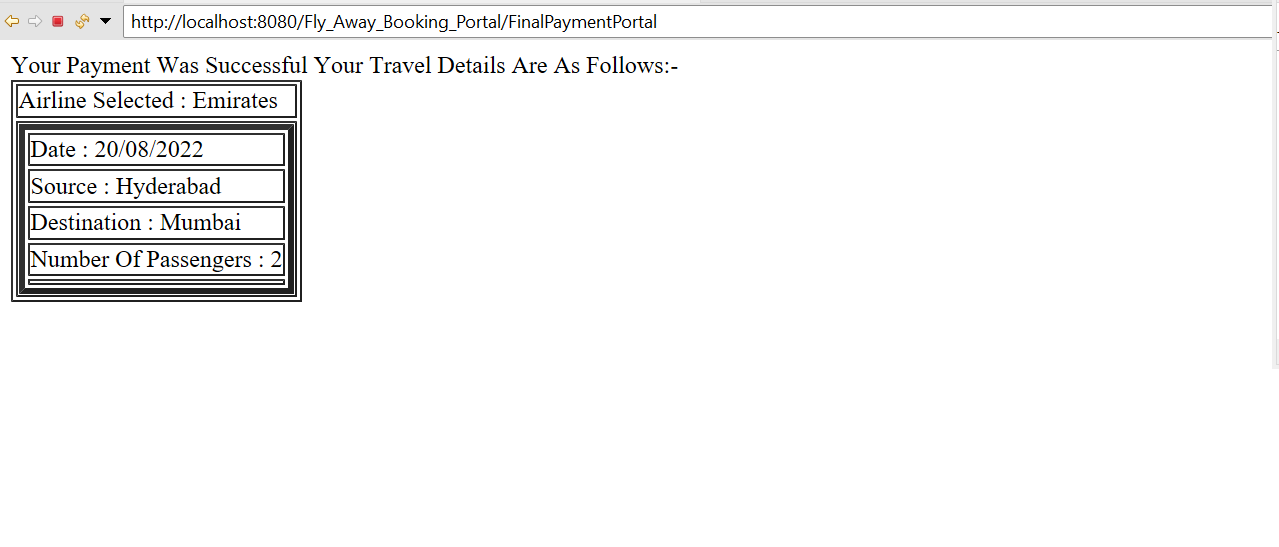 http://localhost:8080/Fly_Away_Booking_Portal/FinalPaymentPortal
Your Payment Was Successful Your Travel Details Are As Follows:-
Airline Selected : Emirates
Date : 20/08/2022
Source : Hyderabad
Destination : Mumbai
Number Of Passengers : 2